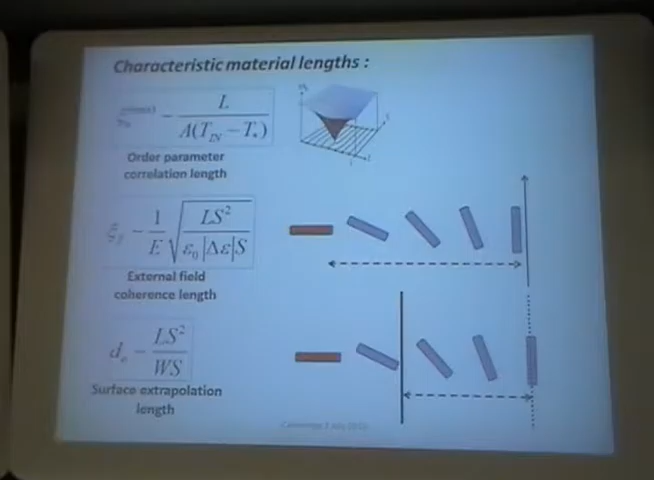 Characteristic material lengths :
— L / A(T_IN − T_*)
Order parameter
correlation length
ξ_f — 1/E √(LS² / ε₀|Δε|S)
External field
coherence length
d_e — LS² / WS
Surface extrapolation
length